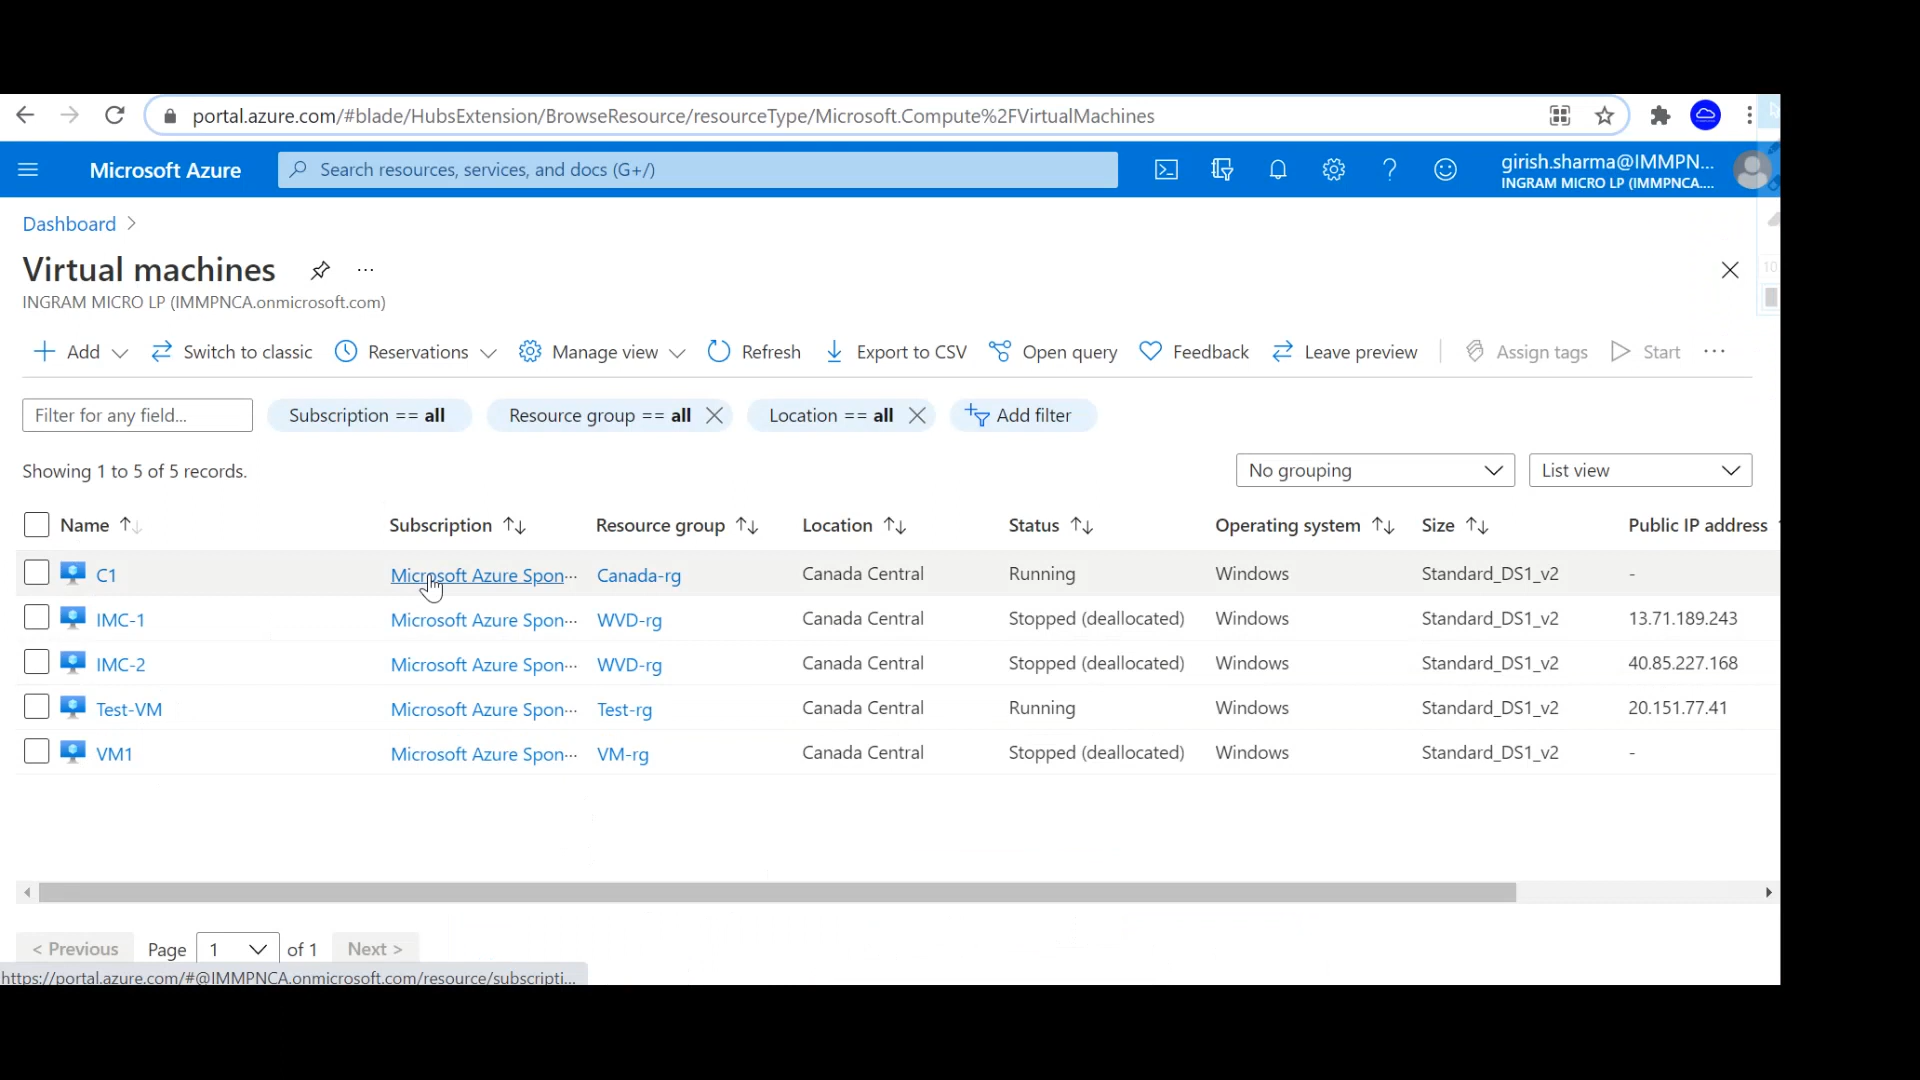 portal.azure.com/#blade/HubsExtension/BrowseResource/resourceType/Microsoft.Compute%2FVirtualMachines
Microsoft Azure Search resources, services, and docs (G+/) girish.sharma@IMMPN...
INGRAM MICRO LP (IMMPNCA....
Dashboard >
Virtual machines ...
INGRAM MICRO LP (IMMPNCA.onmicrosoft.com)
10
Add Switch to classic Reservations Manage view Refresh Export to CSV Open query Feedback Leave preview Assign tags Start ...
Filter for any field... Subscription == all Resource group == all Location == all Add filter
Showing 1 to 5 of 5 records. No grouping List view
Name Subscription Resource group Location Status Operating system Size Public IP address
C1 Microsoft Azure Spon... Canada-rg Canada Central Running Windows Standard_DS1_v2 -
IMC-1 Microsoft Azure Spon... WVD-rg Canada Central Stopped (deallocated) Windows Standard_DS1_v2 13.71.189.243
IMC-2 Microsoft Azure Spon... WVD-rg Canada Central Stopped (deallocated) Windows Standard_DS1_v2 40.85.227.168
Test-VM Microsoft Azure Spon... Test-rg Canada Central Running Windows Standard_DS1_v2 20.151.77.41
VM1 Microsoft Azure Spon... VM-rg Canada Central Stopped (deallocated) Windows Standard_DS1_v2 -
< Previous Page 1 of 1 Next >
https://portal.azure.com/#@IMMPNCA.onmicrosoft.com/resource/subscripti...